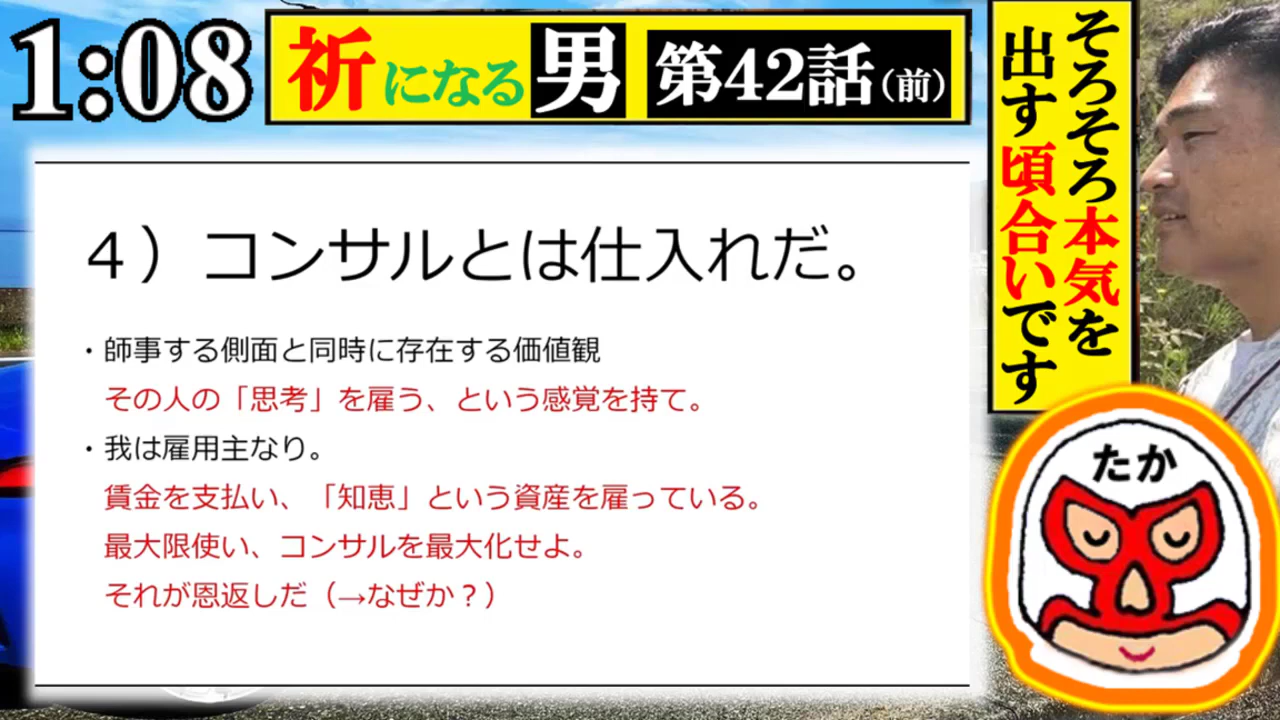 1:08
祈になる男 第42話(前)
そろそろ本気を
出す頃合いです
4）コンサルとは仕入れだ。
・師事する側面と同時に存在する価値観
その人の「思考」を雇う、という感覚を持て。
・我は雇用主なり。
賃金を支払い、「知恵」という資産を雇っている。
最大限使い、コンサルを最大化せよ。
それが恩返しだ（→なぜか？）
たか